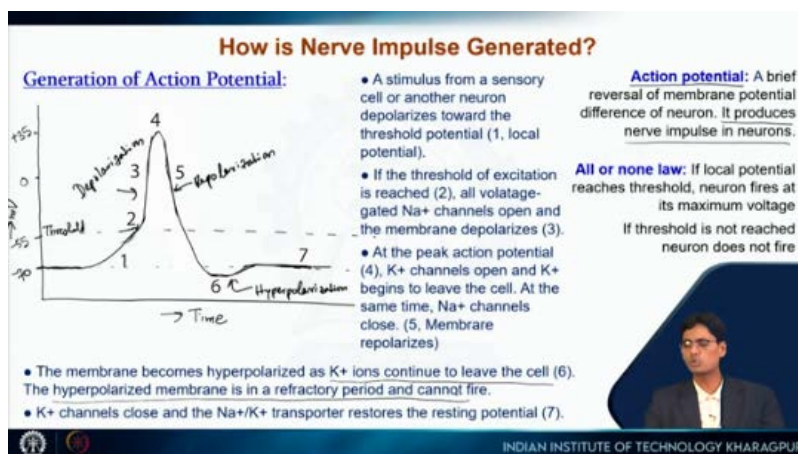 How is Nerve Impulse Generated?
Generation of Action Potential:
+35
0
Threshold
-55
-70
Depolarization
Repolarization
Hyperpolarization
1
2
3
4
5
6
7
→ Time
• A stimulus from a sensory
cell or another neuron
depolarizes toward the
threshold potential (1, local
potential).
• If the threshold of excitation
is reached (2), all volatage-
gated Na+ channels open and
the membrane depolarizes (3).
• At the peak action potential
(4), K+ channels open and K+
begins to leave the cell. At the
same time, Na+ channels
close. (5, Membrare
repolarizes)
Action potential: A brief
reversal of membrane potential
difference of neuron. It produces
nerve impulse in neurons.
All or none law: If local potential
reaches threshold, neuron fires at
its maximum voltage
If threshold is not reached
neuron does not fire
• The membrane becomes hyperpolarized as K+ ions continue to leave the cell (6).
The hyperpolarized membrane is in a refractory period and cannot fire.
• K+ channels close and the Na+/K+ transporter restores the resting potential (7).
INDIAN INSTITUTE OF TECHNOLOGY KHARAGPUR